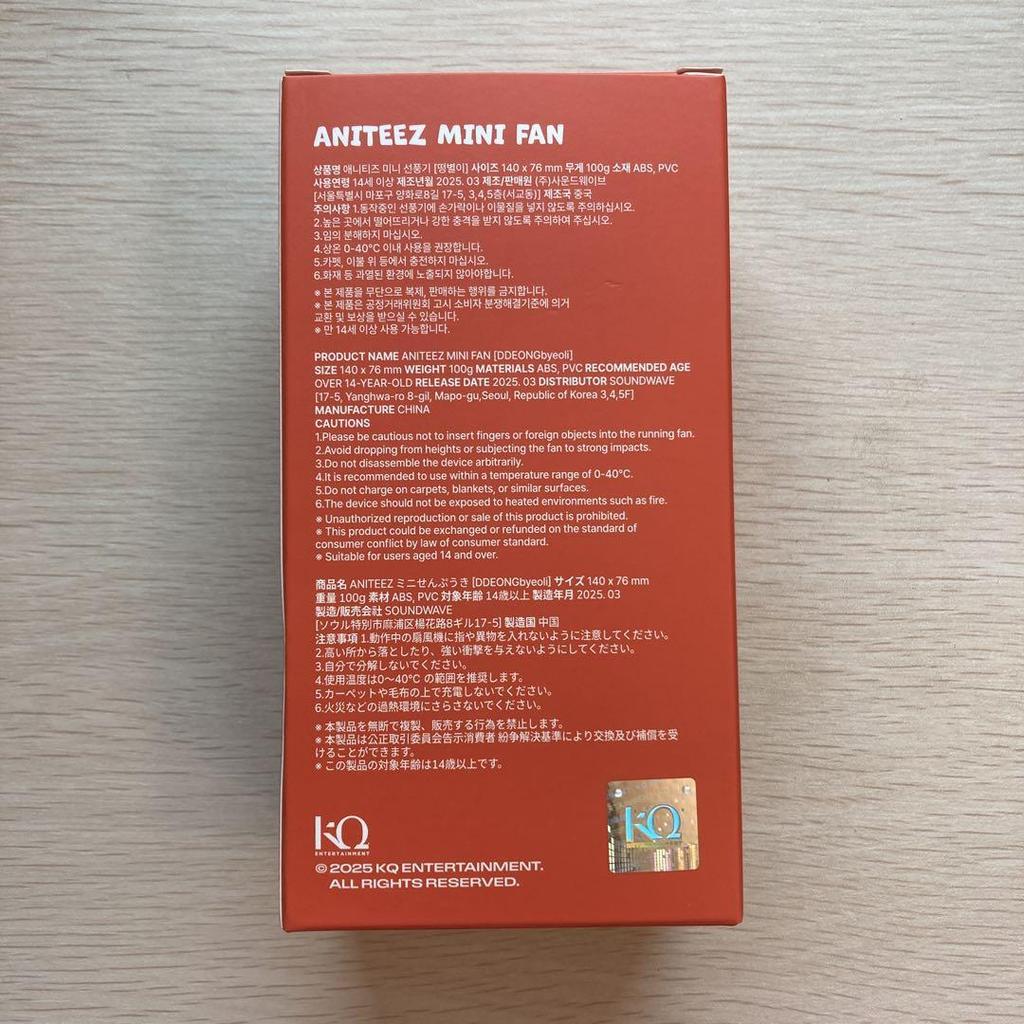 ANITEEZ MINI FAN
상품명 애니티즈 미니 선풍기 [떵별이] 사이즈 140 x 76 mm 무게 100g 소재 ABS, PVC
사용연령 14세 이상 제조년월 2025. 03 제조/판매원 (주)사운드웨이브
[서울특별시 마포구 양화로8길 17-5, 3,4,5층(서교동)] 제조국 중국
주의사항 1.동작중인 선풍기에 손가락이나 이물질을 넣지 않도록 주의하십시오.
2.높은 곳에서 떨어뜨리거나 강한 충격을 받지 않도록 주의하여 주십시오.
3.임의 분해하지 마십시오.
4.상온 0-40°C 이내 사용을 권장합니다.
5.카펫, 이불 위 등에서 충전하지 마십시오.
6.화재 등 과열된 환경에 노출되지 않아야합니다.
※ 본 제품을 무단으로 복제, 판매하는 행위를 금지합니다.
※ 본 제품은 공정거래위원회 고시 소비자 분쟁해결기준에 의거
교환 및 보상을 받으실 수 있습니다.
※ 만 14세 이상 사용 가능합니다.
PRODUCT NAME ANITEEZ MINI FAN [DDEONGbyeoli]
SIZE 140 x 76 mm WEIGHT 100g MATERIALS ABS, PVC RECOMMENDED AGE
OVER 14-YEAR-OLD RELEASE DATE 2025. 03 DISTRIBUTOR SOUNDWAVE
[17-5, Yanghwa-ro 8-gil, Mapo-gu,Seoul, Republic of Korea 3,4,5F]
MANUFACTURE CHINA
CAUTIONS
1.Please be cautious not to insert fingers or foreign objects into the running fan.
2.Avoid dropping from heights or subjecting the fan to strong impacts.
3.Do not disassemble the device arbitrarily.
4.It is recommended to use within a temperature range of 0-40°C.
5.Do not charge on carpets, blankets, or similar surfaces.
6.The device should not be exposed to heated environments such as fire.
※ Unauthorized reproduction or sale of this product is prohibited.
※ This product could be exchanged or refunded on the standard of
consumer conflict by law of consumer standard.
※ Suitable for users aged 14 and over.
商品名 ANITEEZ ミニせんぷうき [DDEONGbyeoli] サイズ 140 x 76 mm
重量 100g 素材 ABS, PVC 対象年齢 14歳以上 製造年月 2025. 03
製造/販売会社 SOUNDWAVE
[ソウル特別市麻浦区楊花路8ギル17-5] 製造国 中国
注意事項 1.動作中の扇風機に指や異物を入れないように注意してください。
2.高い所から落としたり、強い衝撃を与えないようにしてください。
3.自分で分解しないでください。
4.使用温度は0〜40°C の範囲を推奨します。
5.カーペットや毛布の上で充電しないでください。
6.火災などの過熱環境にさらさないでください。
※ 本製品を無断で複製、販売する行為を禁止します。
※ 本製品は公正取引委員会告示消費者 紛争解決基準により交換及び補償を受
けることができます。
※ この製品の対象年齢は14歳以上です。
KQ
ENTERTAINMENT
KQ
© 2025 KQ ENTERTAINMENT.
ALL RIGHTS RESERVED.